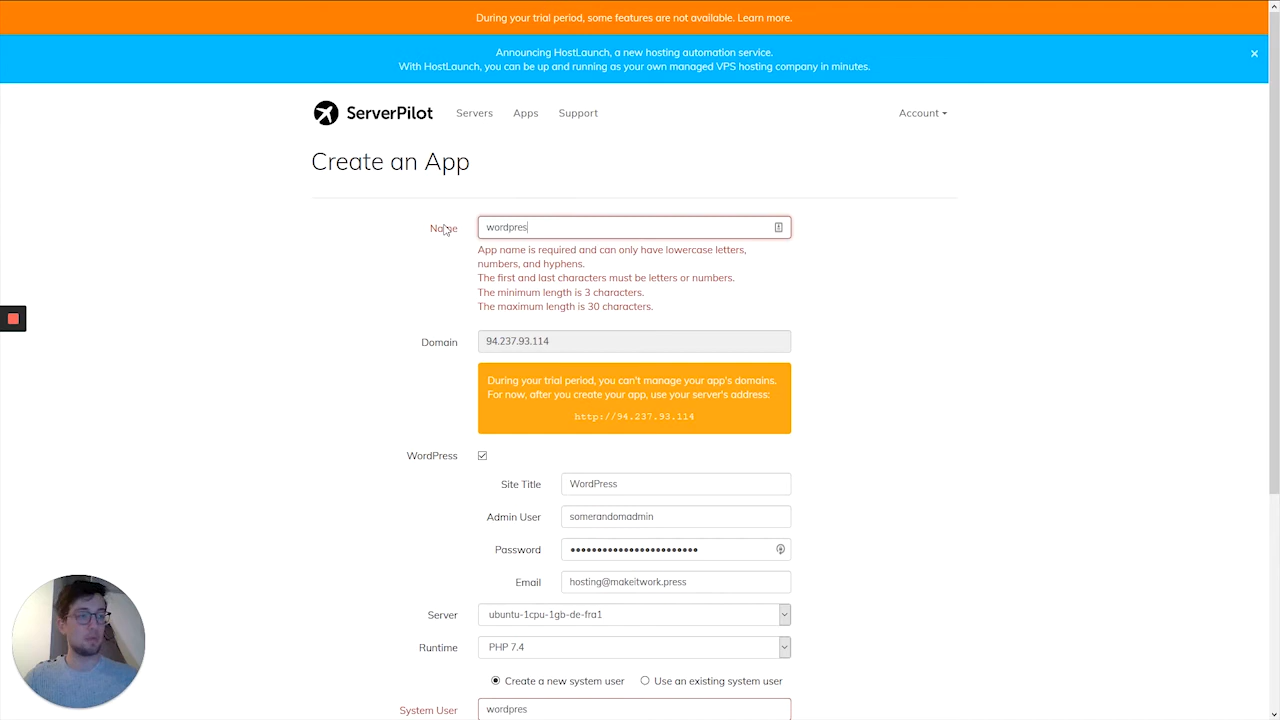 During your trial period, some features are not available. Learn more.
Announcing HostLaunch, a new hosting automation service.
With HostLaunch, you can be up and running as your own managed VPS hosting company in minutes.
ServerPilot Servers Apps Support Account
Create an App
Name wordpres
App name is required and can only have lowercase letters,
numbers, and hyphens.
The first and last characters must be letters or numbers.
The minimum length is 3 characters.
The maximum length is 30 characters.
Domain 94.237.93.114
During your trial period, you can't manage your app's domains.
For now, after you create your app, use your server's address:
http://94.237.93.114
WordPress
Site Title WordPress
Admin User somerandomadmin
Password
Email hosting@makeitwork.press
Server ubuntu-1cpu-1gb-de-fra1
Runtime PHP 7.4
Create a new system user Use an existing system user
System User wordpres